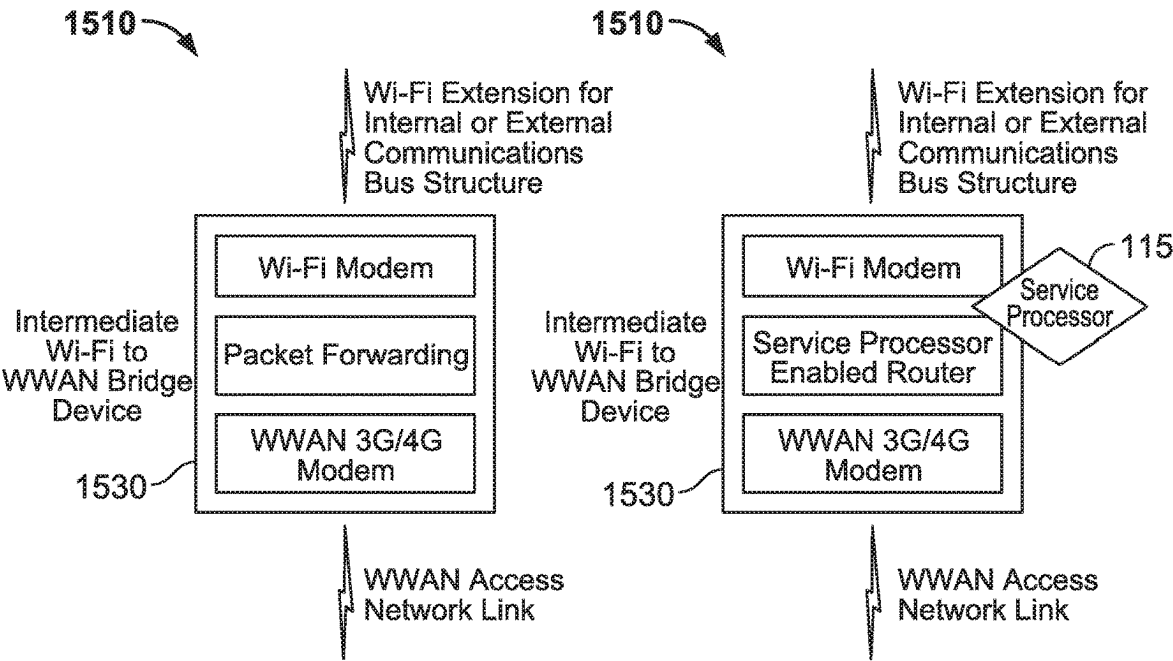 1510
Wi-Fi Extension for
Internal or External
Communications
Bus Structure
Wi-Fi Modem
Packet Forwarding
WWAN 3G/4G
Modem
Intermediate
Wi-Fi to
WWAN Bridge
Device
1530
WWAN Access
Network Link
1510
Wi-Fi Extension for
Internal or External
Communications
Bus Structure
Wi-Fi Modem
115
Service
Processor
Service Processor
Enabled Router
WWAN 3G/4G
Modem
Intermediate
Wi-Fi to
WWAN Bridge
Device
1530
WWAN Access
Network Link